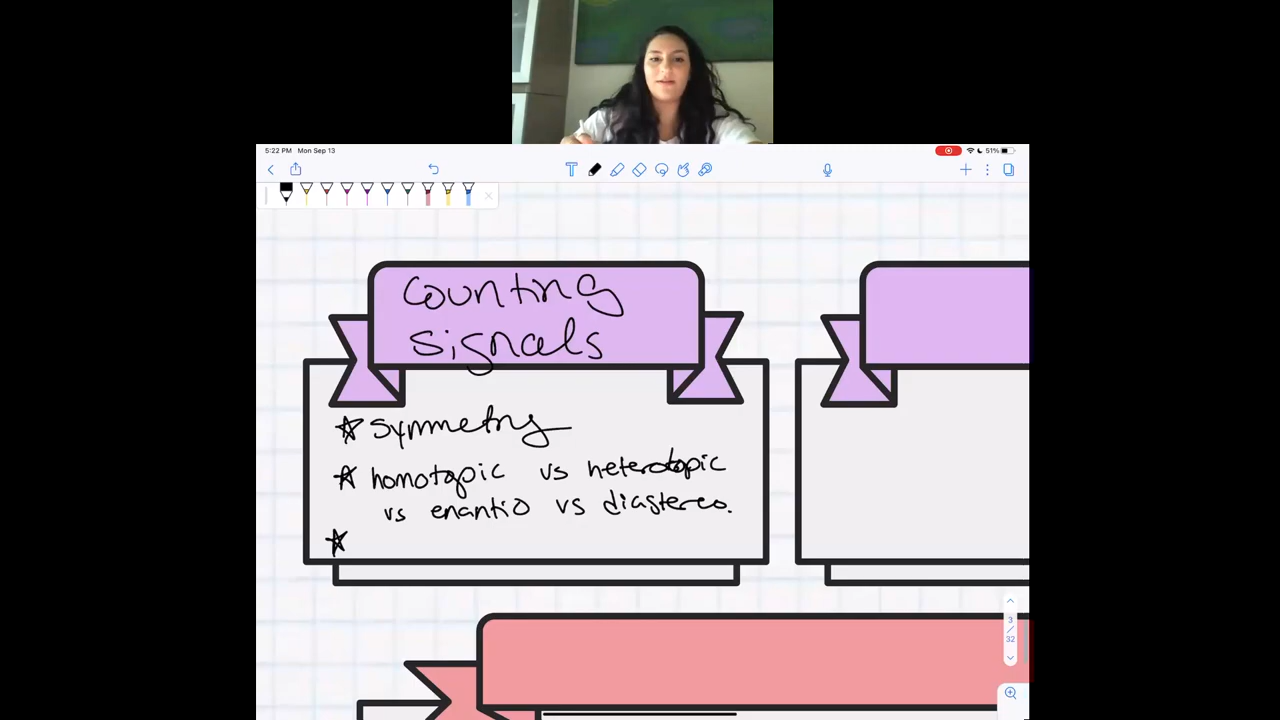 5:22 PM Mon Sep 13
51%
T
counting
signals
symmetry
homotopic vs heterotopic
vs enantio vs diastereo.
3
/
32